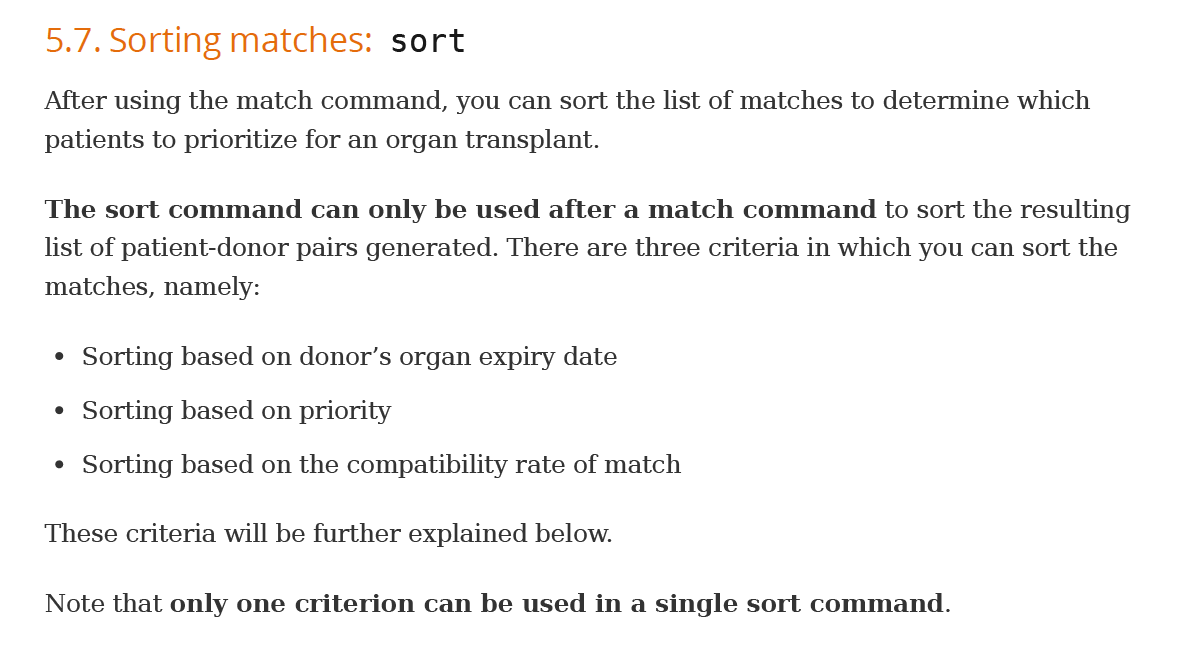 5.7. Sorting matches: sort
After using the match command, you can sort the list of matches to determine which
patients to prioritize for an organ transplant.
The sort command can only be used after a match command to sort the resulting
list of patient-donor pairs generated. There are three criteria in which you can sort the
matches, namely:
• Sorting based on donor’s organ expiry date
• Sorting based on priority
• Sorting based on the compatibility rate of match
These criteria will be further explained below.
Note that only one criterion can be used in a single sort command.